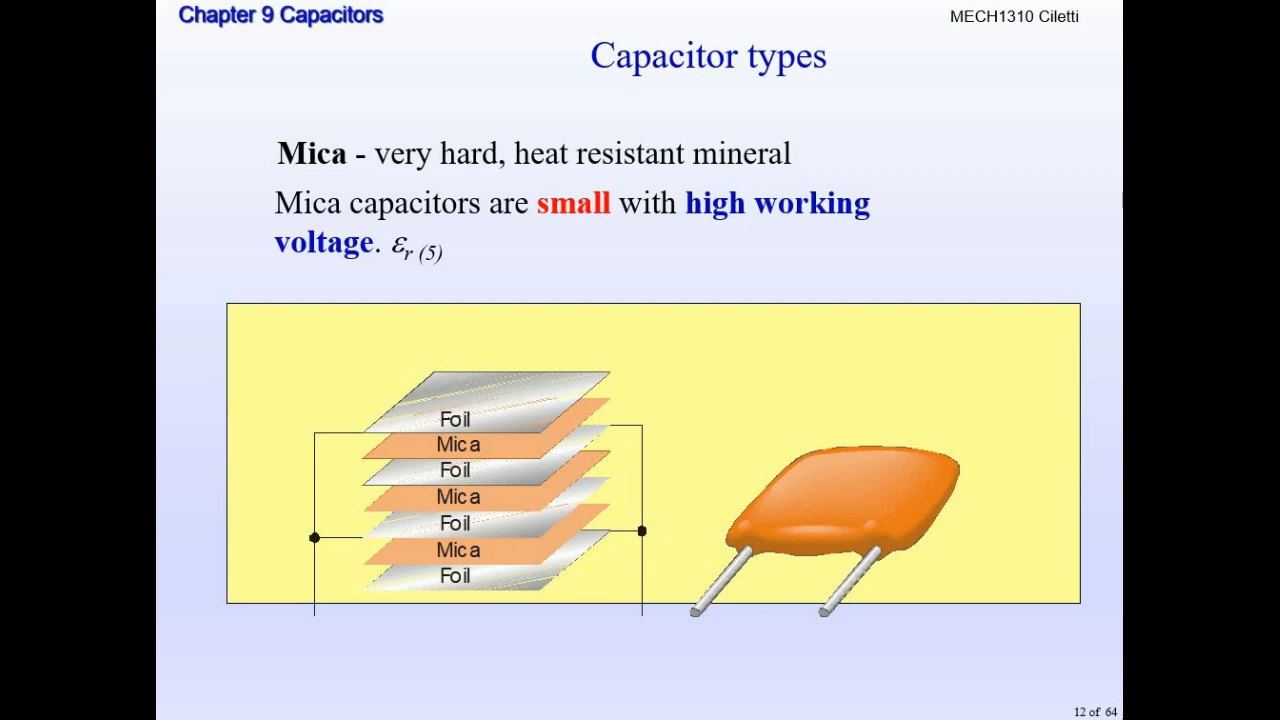 Chapter 9 Capacitors
MECH1310 Ciletti
Capacitor types
Mica - very hard, heat resistant mineral
Mica capacitors are small with high working
voltage. εr (5)
Foil
Mica
Foil
Mica
Foil
Mica
Foil
12 of 64